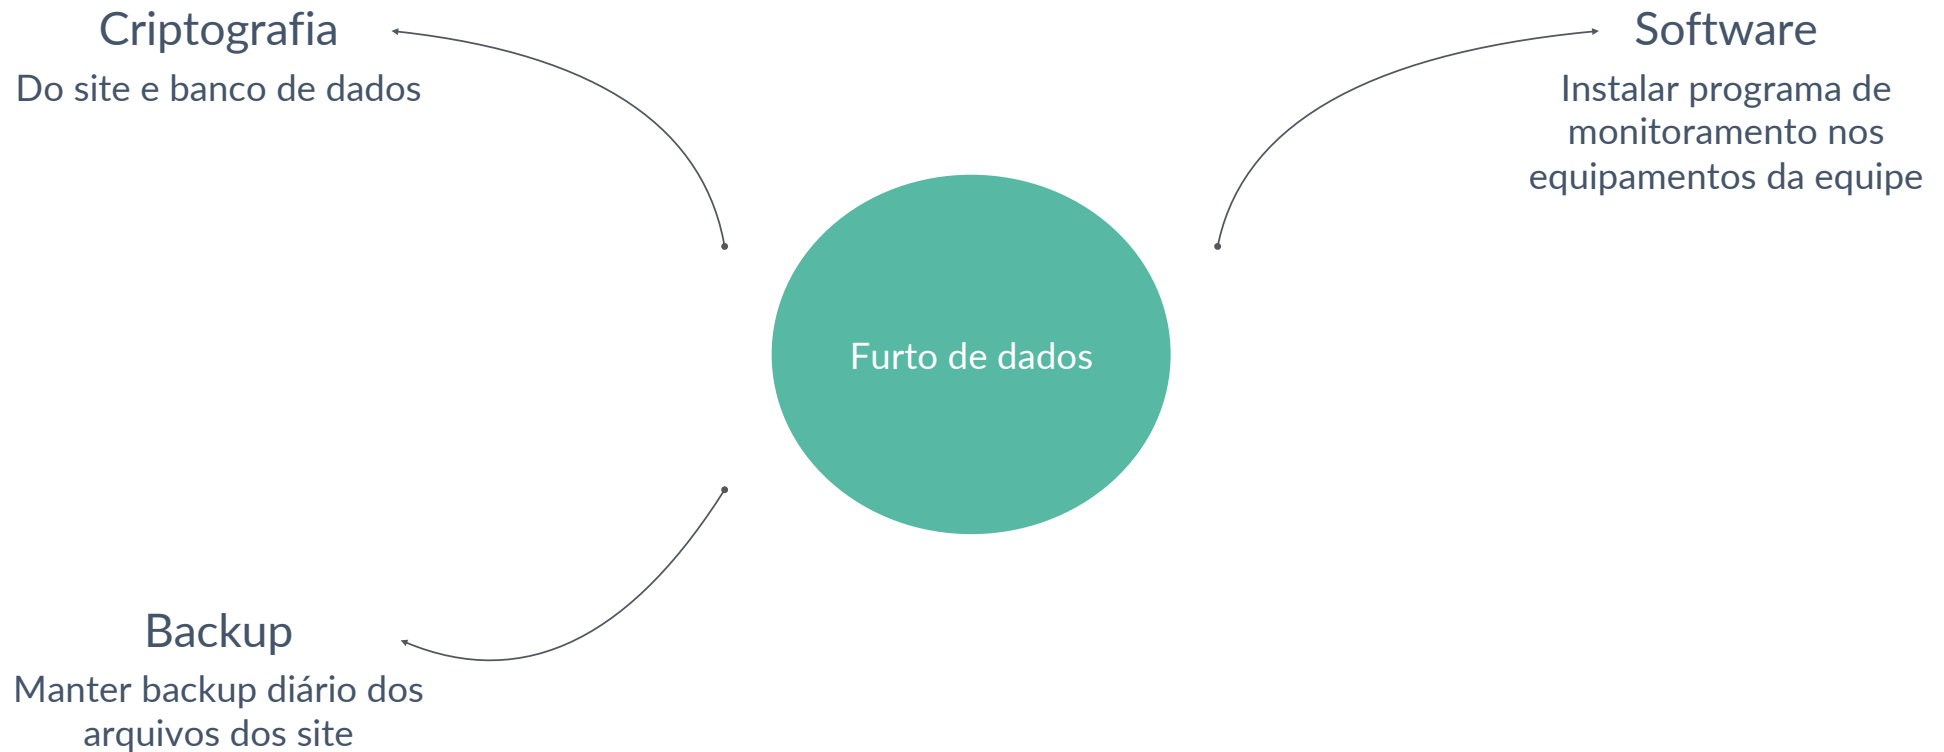 Criptografia
Do site e banco de dados
Software
Instalar programa de
monitoramento nos
equipamentos da equipe
Furto de dados
Backup
Manter backup diário dos
arquivos dos site